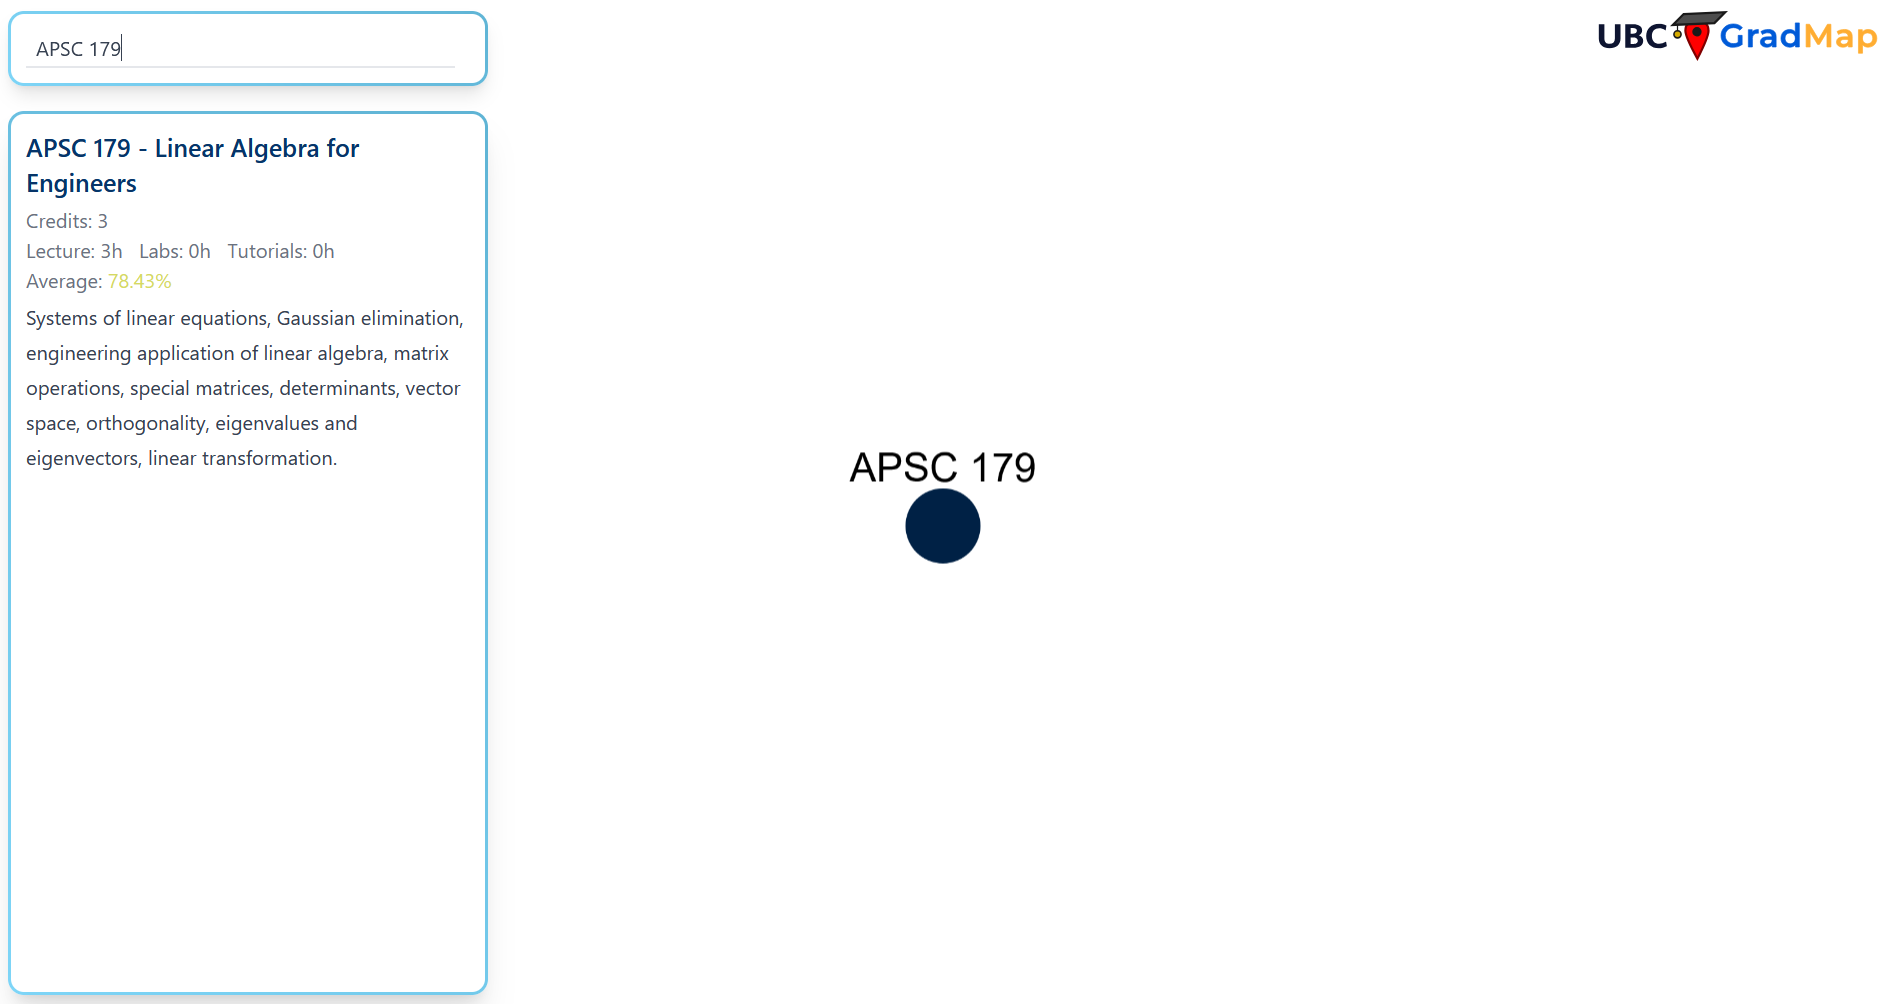 APSC 179
UBC GradMap
APSC 179 - Linear Algebra for
Engineers
Credits: 3
Lecture: 3h Labs: 0h Tutorials: 0h
Average: 78.43%
Systems of linear equations, Gaussian elimination,
engineering application of linear algebra, matrix
operations, special matrices, determinants, vector
space, orthogonality, eigenvalues and
eigenvectors, linear transformation.
APSC 179